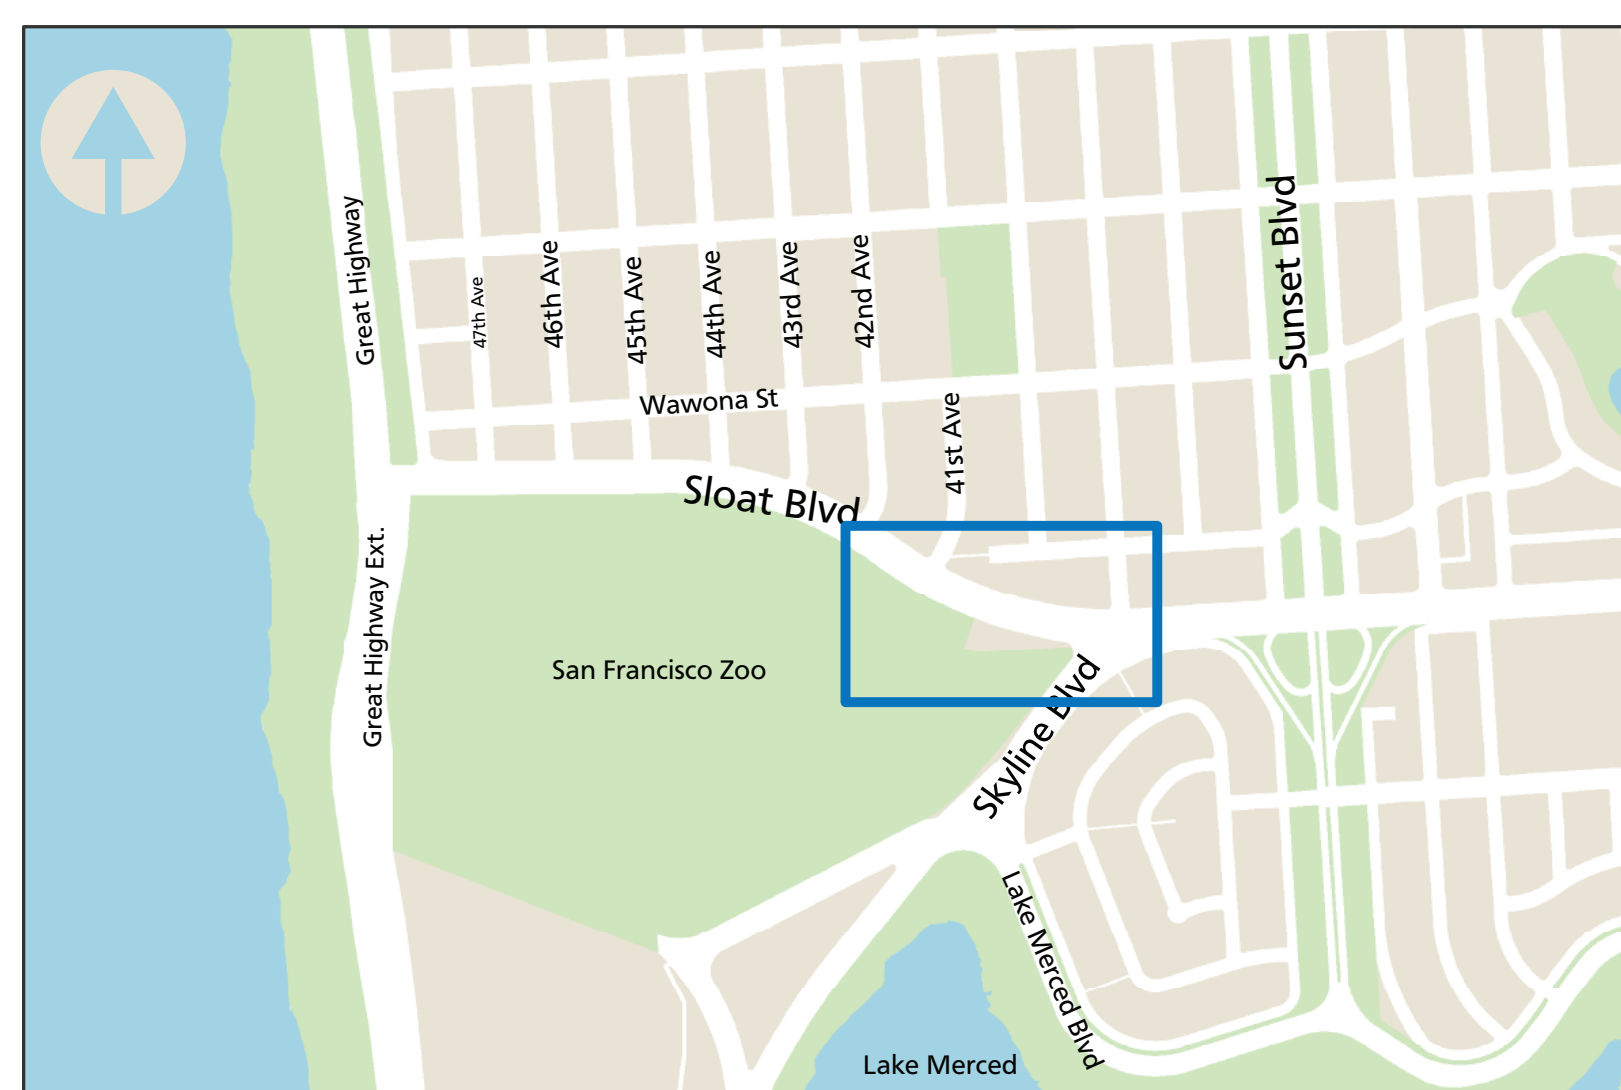 Great Highway
47th Ave
46th Ave
45th Ave
44th Ave
43rd Ave
42nd Ave
Sunset Blvd
Wawona St
41st Ave
Sloat Blvd
Great Highway Ext.
San Francisco Zoo
Skyline Blvd
Lake Merced Blvd
Lake Merced